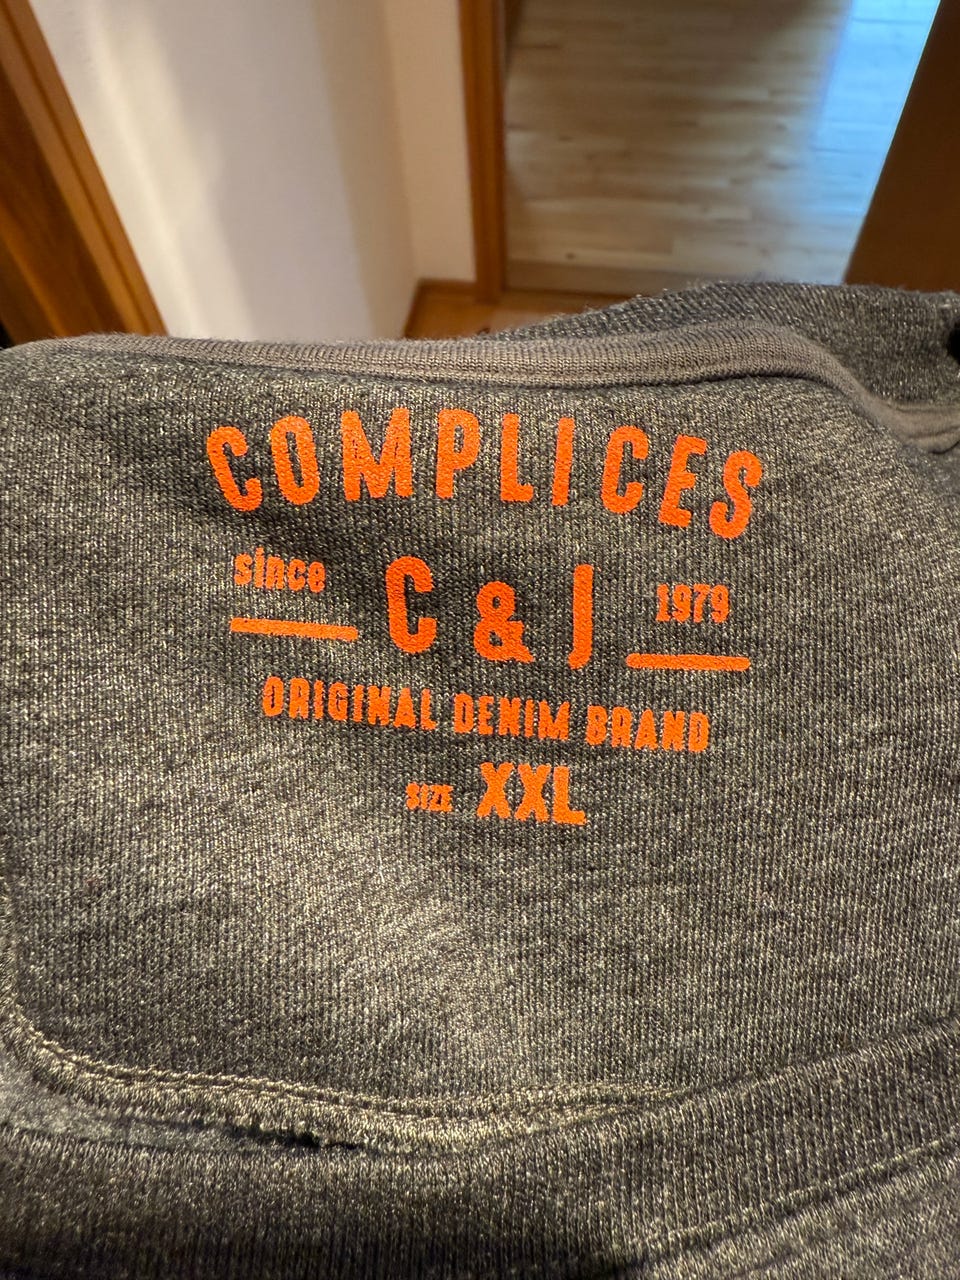 COMPLICES
since C & J 1979
ORIGINAL DENIM BRAND
SIZE XXL